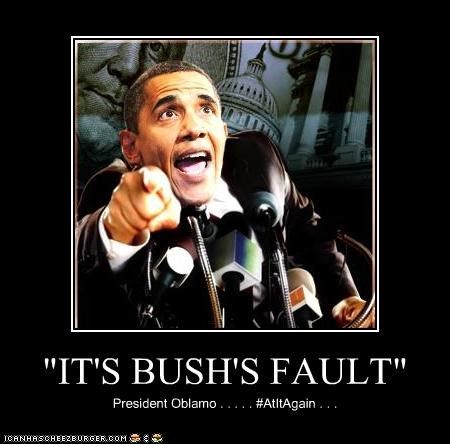 "IT'S BUSH'S FAULT"
President Oblamo . . . . . #AtItAgain . . .
ICANHASCHEEZBURGER.COM